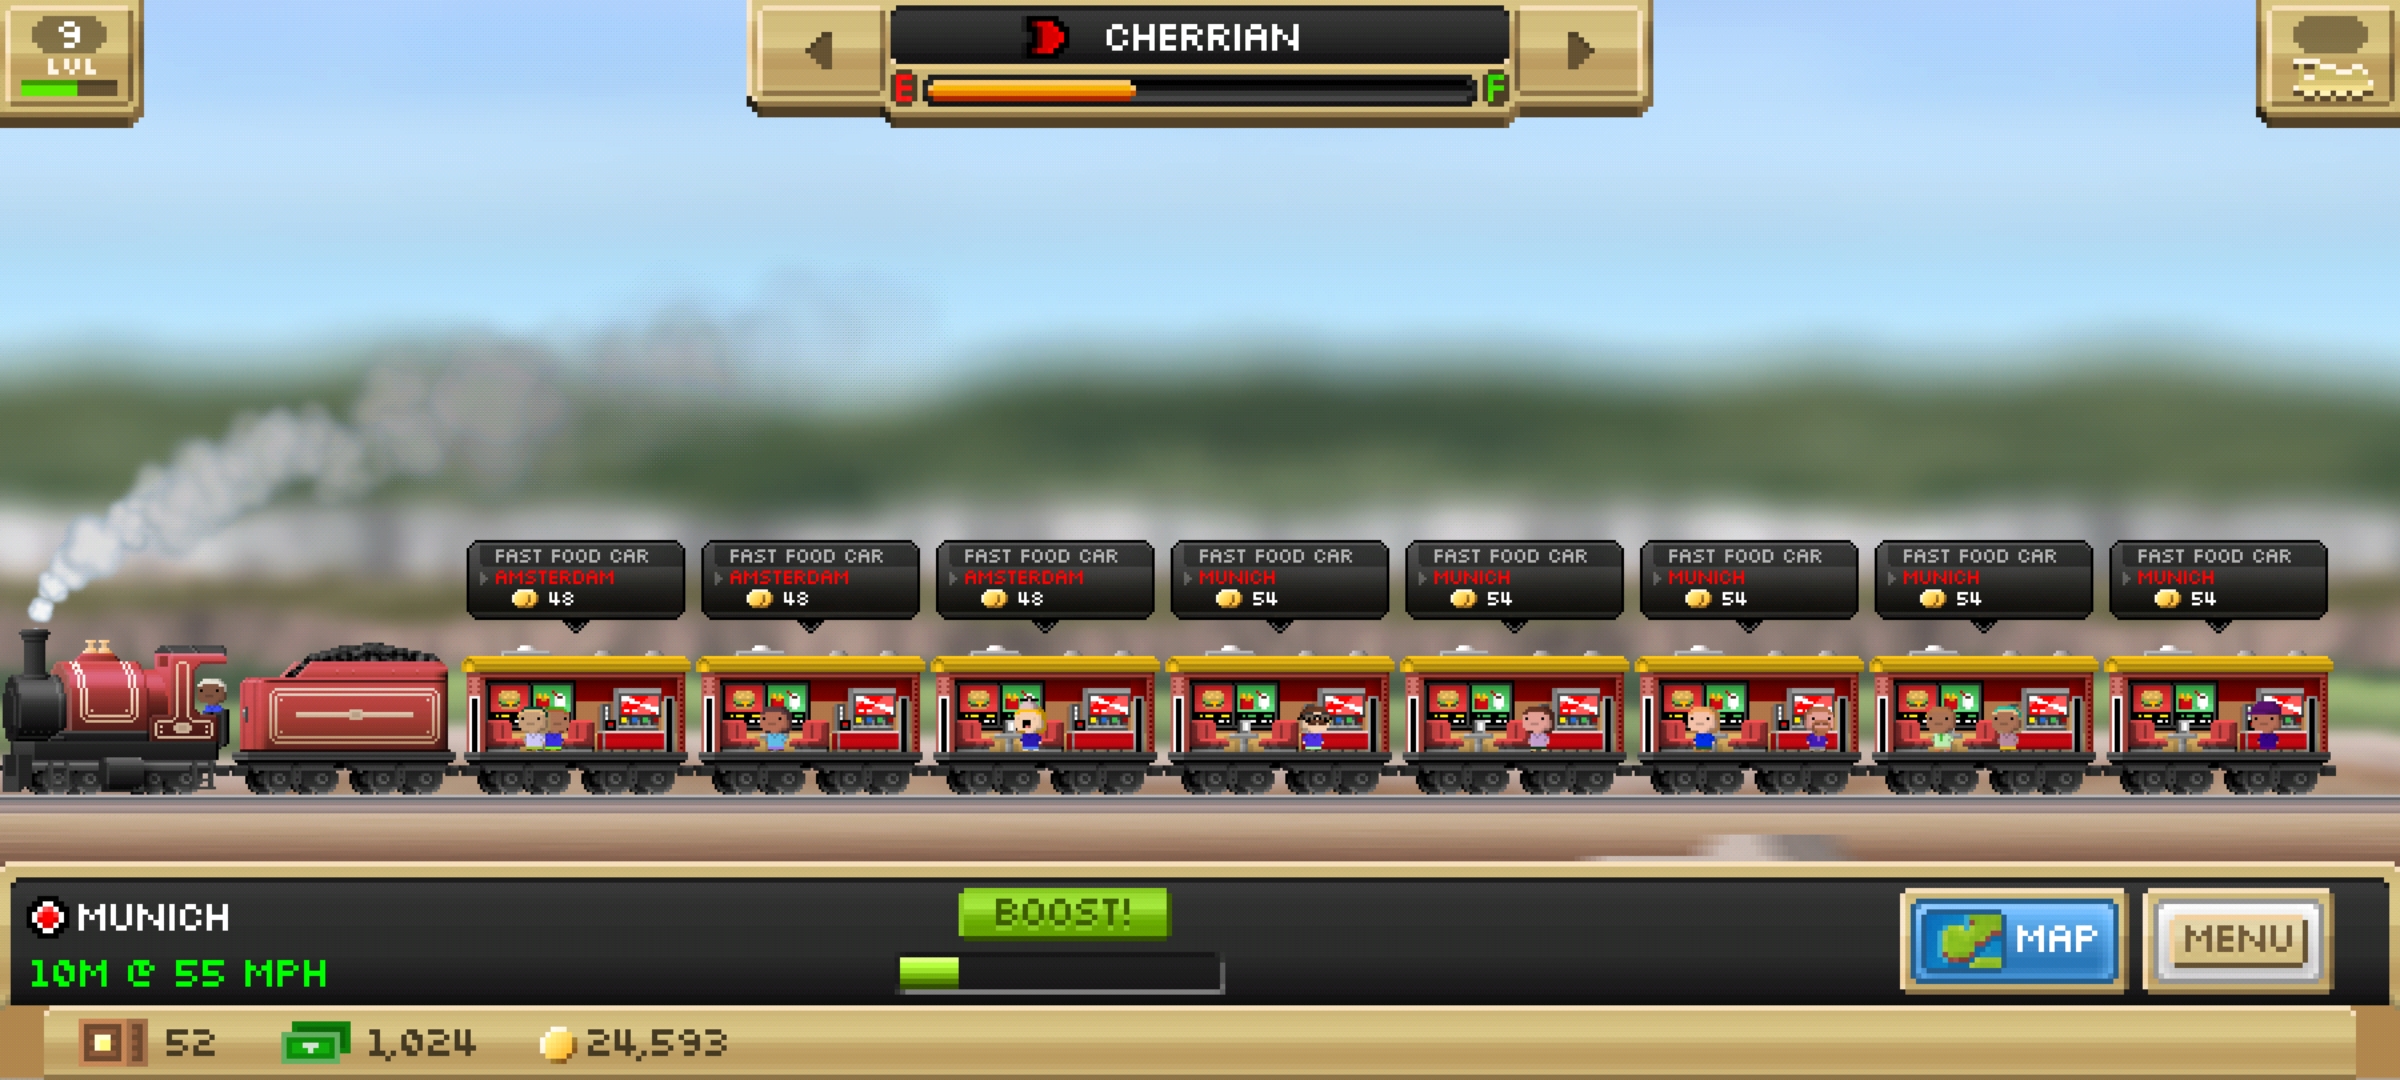 9
LVL
CHERRIAN
E F
FAST FOOD CAR
AMSTERDAM
48
FAST FOOD CAR
AMSTERDAM
48
FAST FOOD CAR
AMSTERDAM
48
FAST FOOD CAR
MUNICH
54
FAST FOOD CAR
MUNICH
54
FAST FOOD CAR
MUNICH
54
FAST FOOD CAR
MUNICH
54
FAST FOOD CAR
MUNICH
54
MUNICH
10M @ 55 MPH
BOOST!
MAP
MENU
52
1,024
24,593